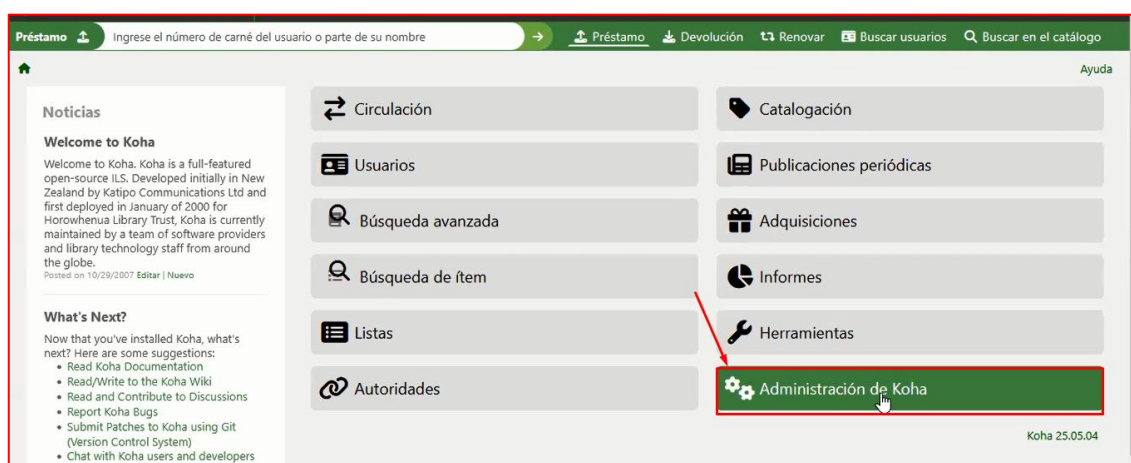 Préstamo
Ingrese el número de carné del usuario o parte de su nombre
Préstamo
Devolución
Renovar
Buscar usuarios
Buscar en el catálogo
Ayuda
Noticias
Welcome to Koha
Welcome to Koha. Koha is a full-featured
open-source ILS. Developed initially in New
Zealand by Katipo Communications Ltd and
first deployed in January of 2000 for
Horowhenua Library Trust, Koha is currently
maintained by a team of software providers
and library technology staff from around
the globe.
Posted on 10/29/2007 Editar | Nuevo
What's Next?
Now that you've installed Koha, what's
next? Here are some suggestions:
• Read Koha Documentation
• Read/Write to the Koha Wiki
• Read and Contribute to Discussions
• Report Koha Bugs
• Submit Patches to Koha using Git
(Version Control System)
• Chat with Koha users and developers
Circulación
Catalogación
Usuarios
Publicaciones periódicas
Búsqueda avanzada
Adquisiciones
Búsqueda de ítem
Informes
Listas
Herramientas
Autoridades
Administración de Koha
Koha 25.05.04